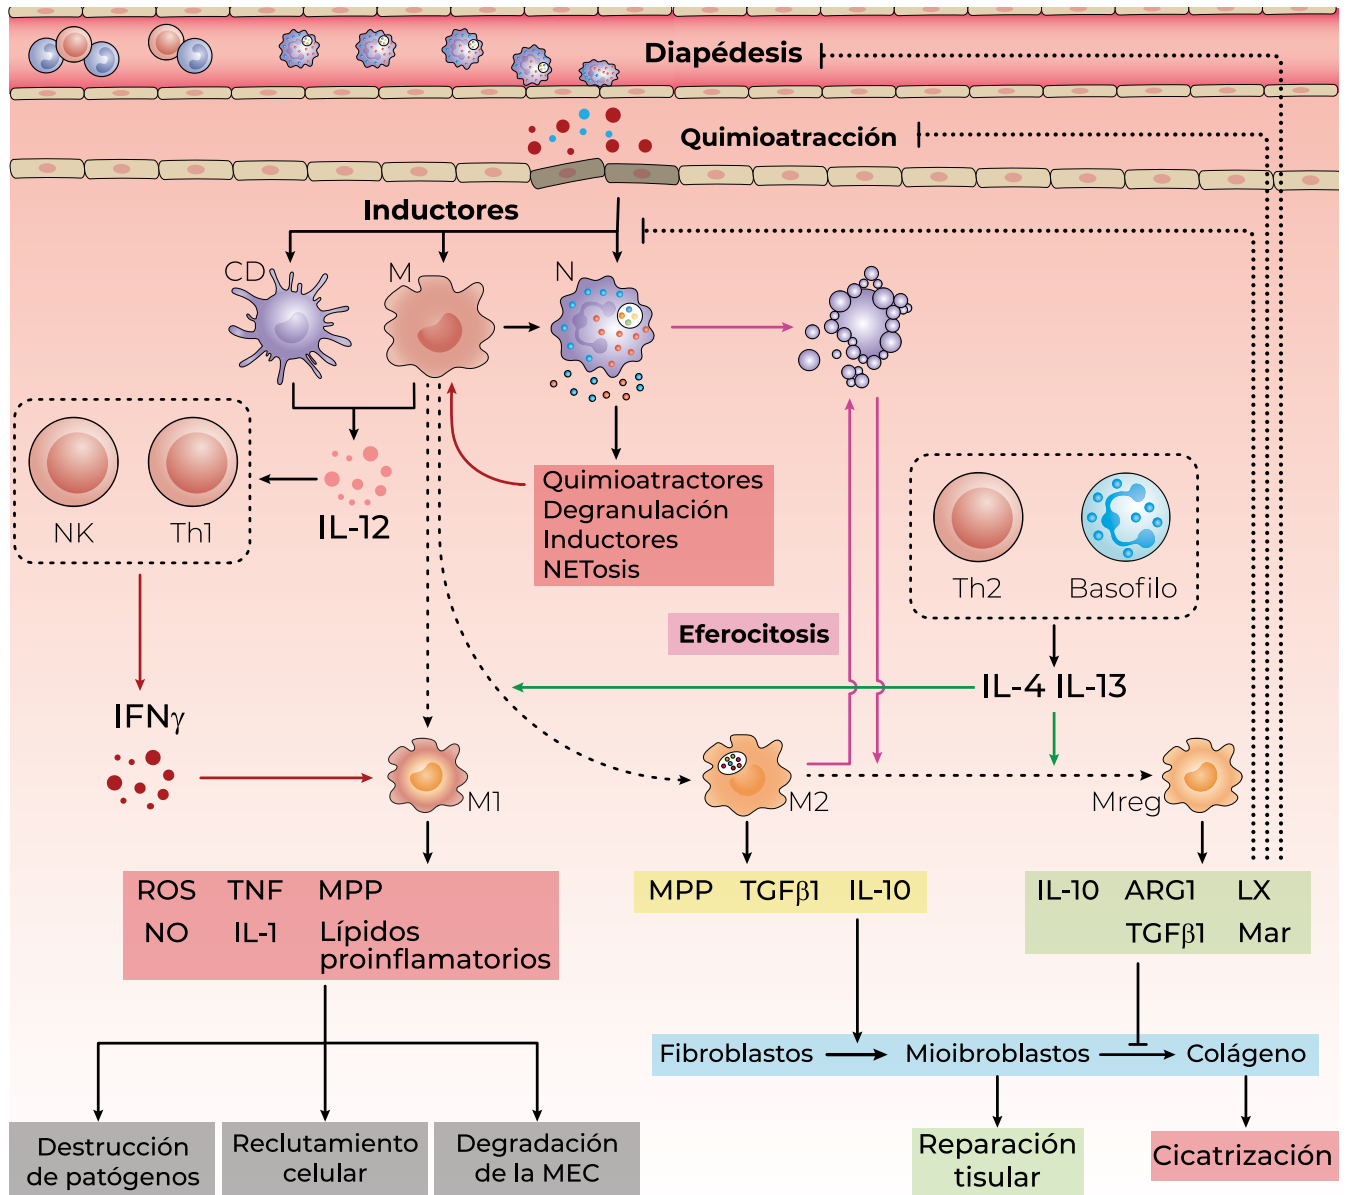 Diapédesis
Quimioatracción
Inductores
CD
M
N
NK
Th1
IL-12
Quimioatractores
Degranulación
Inductores
NETosis
Th2
Basofilo
Eferocitosis
IL-4 IL-13
IFNγ
M1
M2
Mreg
ROS TNF MPP
NO IL-1 Lípidos
proinflamatorios
MPP TGFβ1 IL-10
IL-10 ARG1 LX
TGFβ1 Mar
Fibroblastos Mioibroblastos Colágeno
Destrucción
de patógenos
Reclutamiento
celular
Degradación
de la MEC
Reparación
tisular
Cicatrización